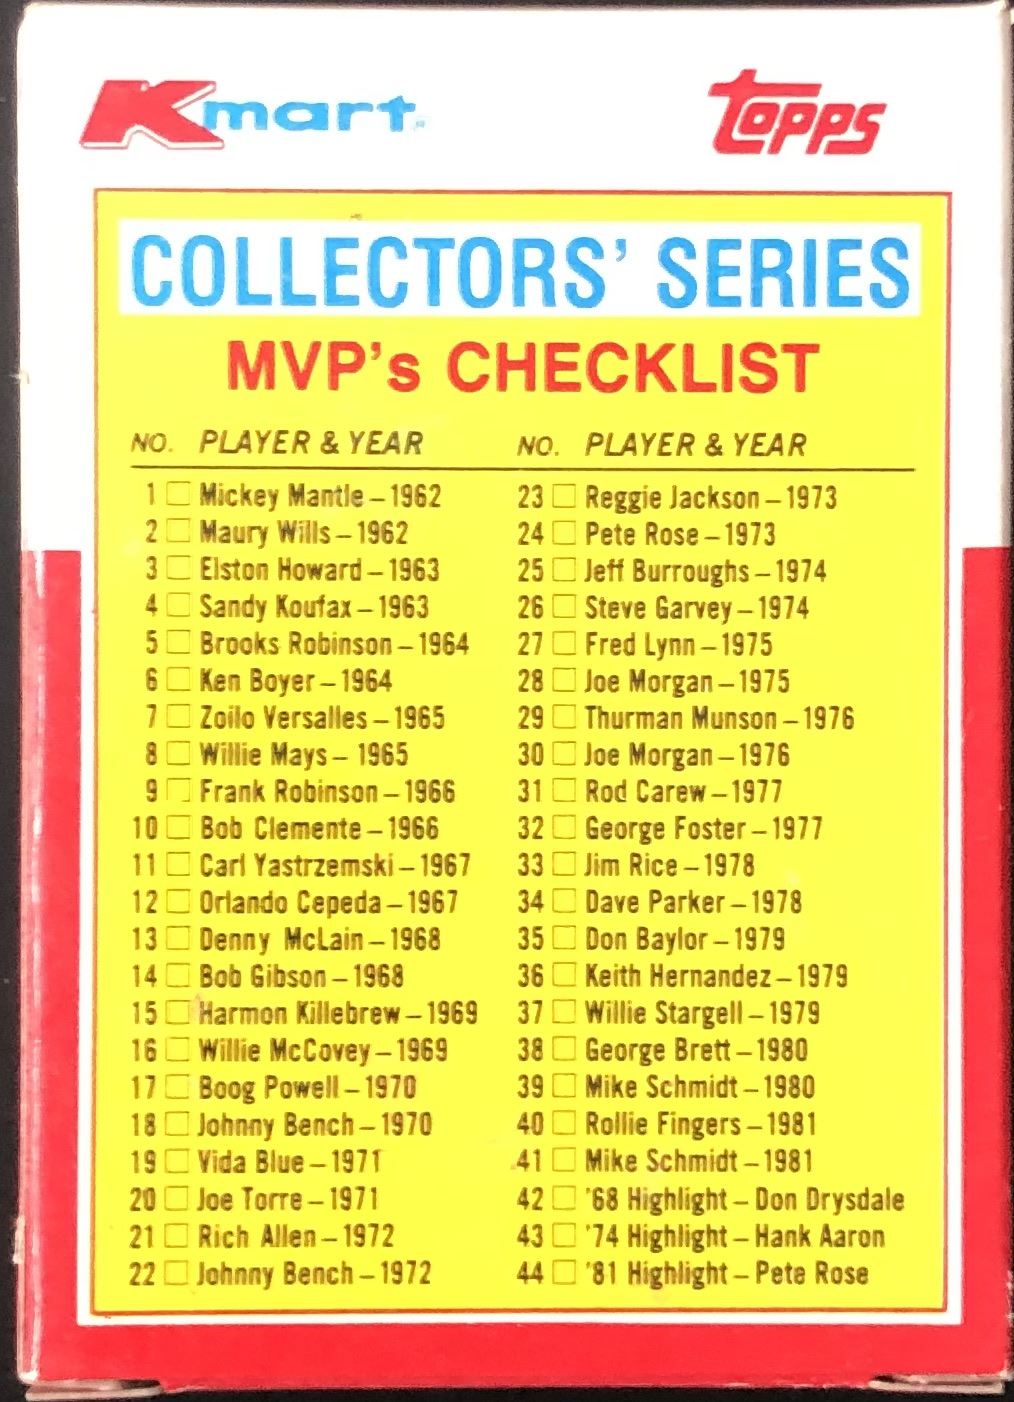 Kmart
TOPPS
COLLECTORS' SERIES
MVP's CHECKLIST
NO. PLAYER & YEAR
1 Mickey Mantle – 1962
2 Maury Wills – 1962
3 Elston Howard – 1963
4 Sandy Koufax – 1963
5 Brooks Robinson – 1964
6 Ken Boyer – 1964
7 Zoilo Versalles – 1965
8 Willie Mays – 1965
9 Frank Robinson – 1966
10 Bob Clemente – 1966
11 Carl Yastrzemski – 1967
12 Orlando Cepeda – 1967
13 Denny McLain – 1968
14 Bob Gibson – 1968
15 Harmon Killebrew – 1969
16 Willie McCovey – 1969
17 Boog Powell – 1970
18 Johnny Bench – 1970
19 Vida Blue – 1971
20 Joe Torre – 1971
21 Rich Allen – 1972
22 Johnny Bench – 1972
NO. PLAYER & YEAR
23 Reggie Jackson – 1973
24 Pete Rose – 1973
25 Jeff Burroughs – 1974
26 Steve Garvey – 1974
27 Fred Lynn – 1975
28 Joe Morgan – 1975
29 Thurman Munson – 1976
30 Joe Morgan – 1976
31 Rod Carew – 1977
32 George Foster – 1977
33 Jim Rice – 1978
34 Dave Parker – 1978
35 Don Baylor – 1979
36 Keith Hernandez – 1979
37 Willie Stargell – 1979
38 George Brett – 1980
39 Mike Schmidt – 1980
40 Rollie Fingers – 1981
41 Mike Schmidt – 1981
42 '68 Highlight – Don Drysdale
43 '74 Highlight – Hank Aaron
44 '81 Highlight – Pete Rose